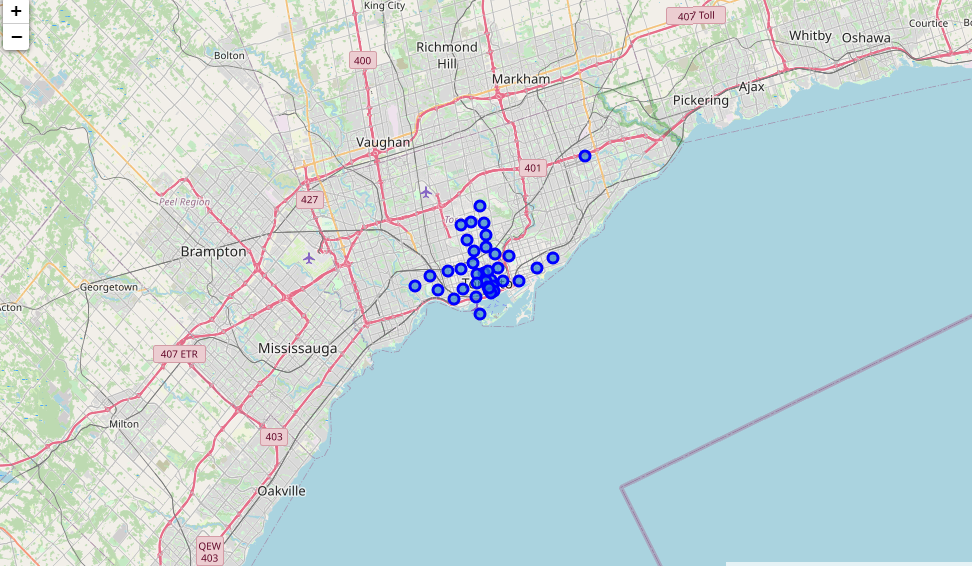 +
−
King City
407 Toll
Courtice
Whitby
Oshawa
Richmond
Hill
Bolton
400
Markham
Ajax
Pickering
Vaughan
401
427
Peel Region
Brampton
Georgetown
Mississauga
407 ETR
Milton
403
Oakville
QEW
403